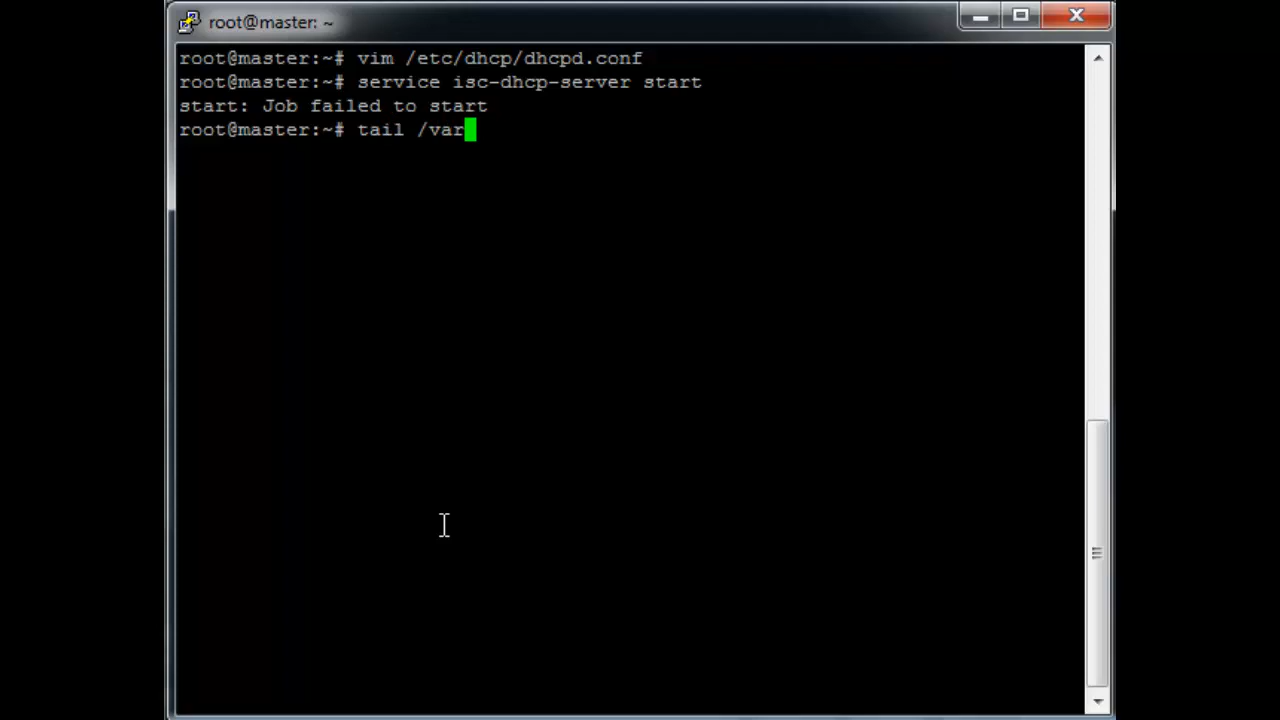 root@master: ~
root@master:~# vim /etc/dhcp/dhcpd.conf
root@master:~# service isc-dhcp-server start
start: Job failed to start
root@master:~# tail /var